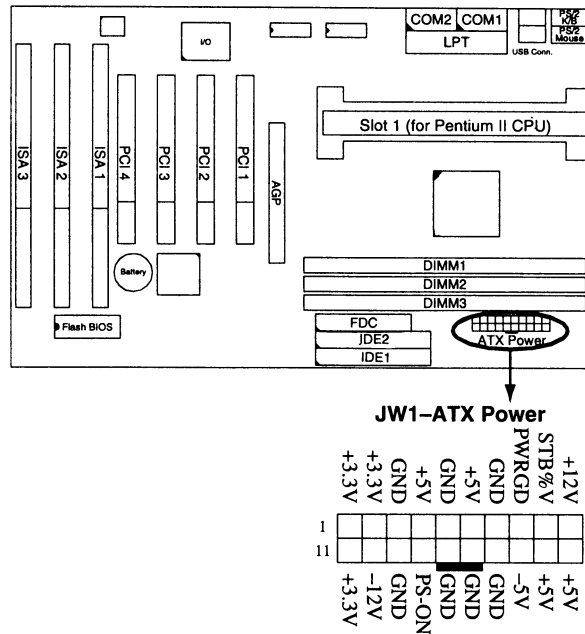 COM2 COM1
LPT
USB Conn.
PS/2
K/B
PS/2
Mouse
I/O
Slot 1 (for Pentium II CPU)
ISA 3
ISA 2
ISA 1
PCI 4
PCI 3
PCI 2
PCI 1
AGP
Battery
DIMM1
DIMM2
DIMM3
Flash BIOS
FDC
JDE2
IDE1
ATX Power
JW1–ATX Power
+3.3V +3.3V GND +5V GND +5V GND PWRGD STB%V +12V
1
11
+3.3V –12V GND PS-ON GND GND GND –5V +5V +5V